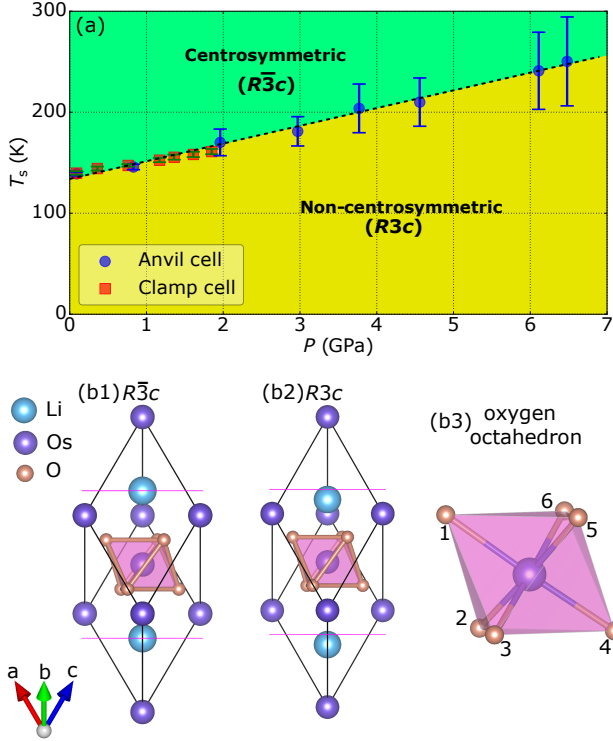 (a)
300
200
100
0
Tₛ (K)
Centrosymmetric
(R3̅c)
Non-centrosymmetric
(R3c)
Anvil cell
Clamp cell
0 1 2 3 4 5 6 7
P (GPa)
(b1) R3̅c
(b2) R3c
(b3) oxygen
octahedron
Li
Os
O
1
6
5
2
3
4
a b c